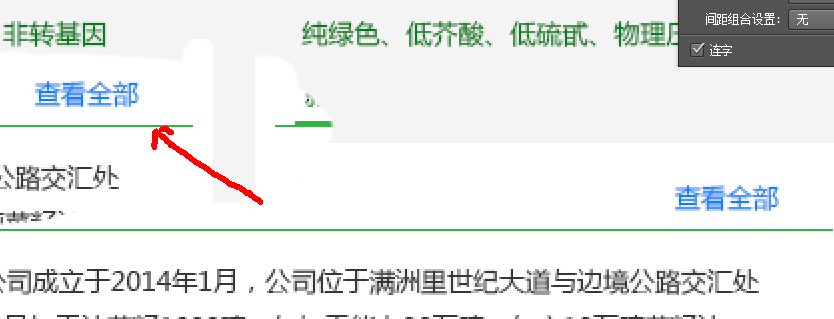 非转基因
纯绿色、低芥酸、低硫甙、物理
间距组合设置： 无
连字
查看全部
公路交汇处
查看全部
公司成立于2014年1月，公司位于满洲里世纪大道与边境公路交汇处